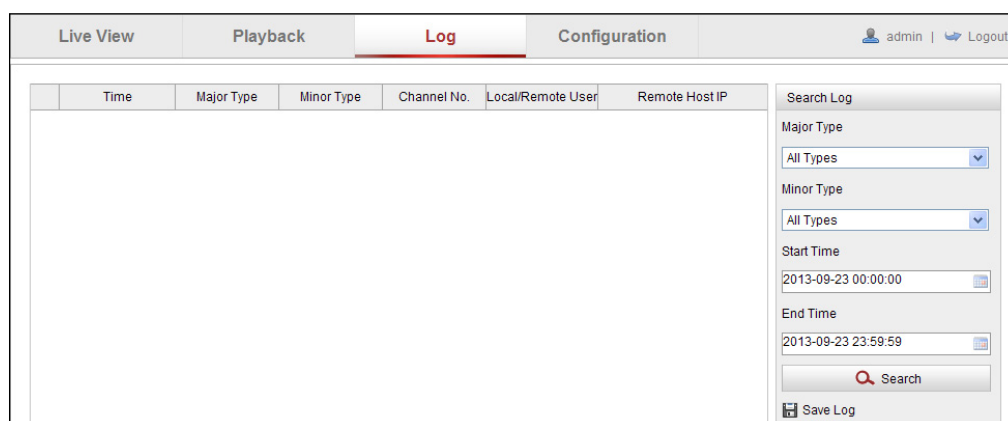 Live View Playback Log Configuration admin | Logout
Time Major Type Minor Type Channel No. Local/Remote User Remote Host IP
Search Log
Major Type
All Types
Minor Type
All Types
Start Time
2013-09-23 00:00:00
End Time
2013-09-23 23:59:59
Search
Save Log